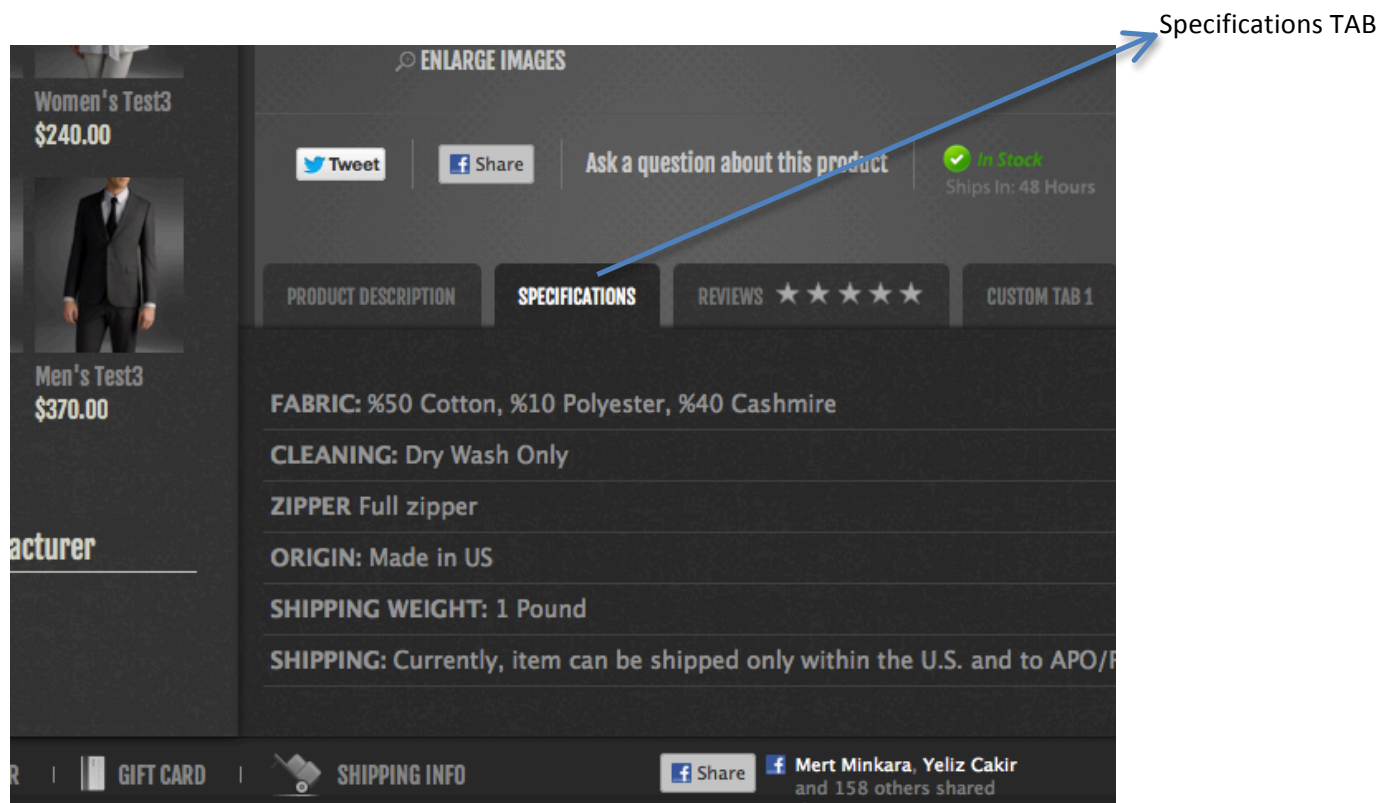 Specifications TAB
ENLARGE IMAGES
Women's Test3
$240.00
Tweet
Share
Ask a question about this product
In Stock
Ships In: 48 Hours
PRODUCT DESCRIPTION
SPECIFICATIONS
REVIEWS
CUSTOM TAB 1
Men's Test3
$370.00
FABRIC: %50 Cotton, %10 Polyester, %40 Cashmire
CLEANING: Dry Wash Only
ZIPPER Full zipper
acturer
ORIGIN: Made in US
SHIPPING WEIGHT: 1 Pound
SHIPPING: Currently, item can be shipped only within the U.S. and to APO/F
R
GIFT CARD
SHIPPING INFO
Share
Mert Minkara, Yeliz Cakir
and 158 others shared